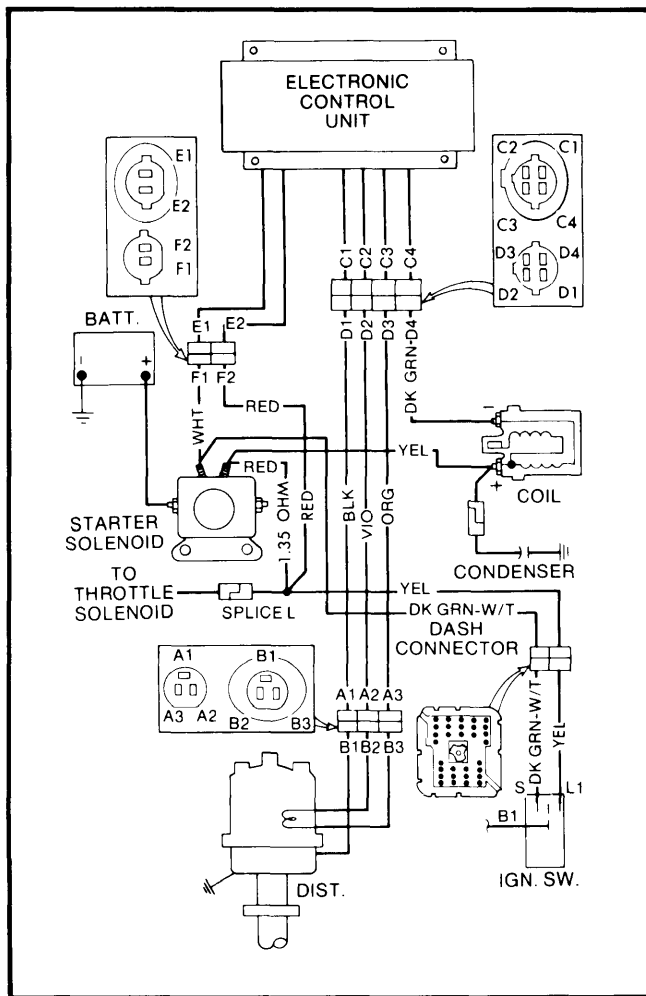 ELECTRONIC
CONTROL
UNIT
E1
E2
F2
F1
C2
C1
C3
C4
D3
D4
D2
D1
C1
C2
C3
C4
D1
D2
D3
DK GRN-D4
BATT.
-
+
E1
E2
F1
F2
WHT
RED
RED
YEL
-
+
COIL
STARTER
SOLENOID
1.35 OHM
RED
BLK
VIO
ORG
CONDENSER
TO
THROTTLE
SOLENOID
SPLICE L
YEL
DK GRN-W/T
DASH
CONNECTOR
A1
A3
A2
B1
B2
B3
A1
A2
A3
B1
B2
B3
DK GRN-W/T
YEL
S
I
L1
B1
IGN. SW.
DIST.